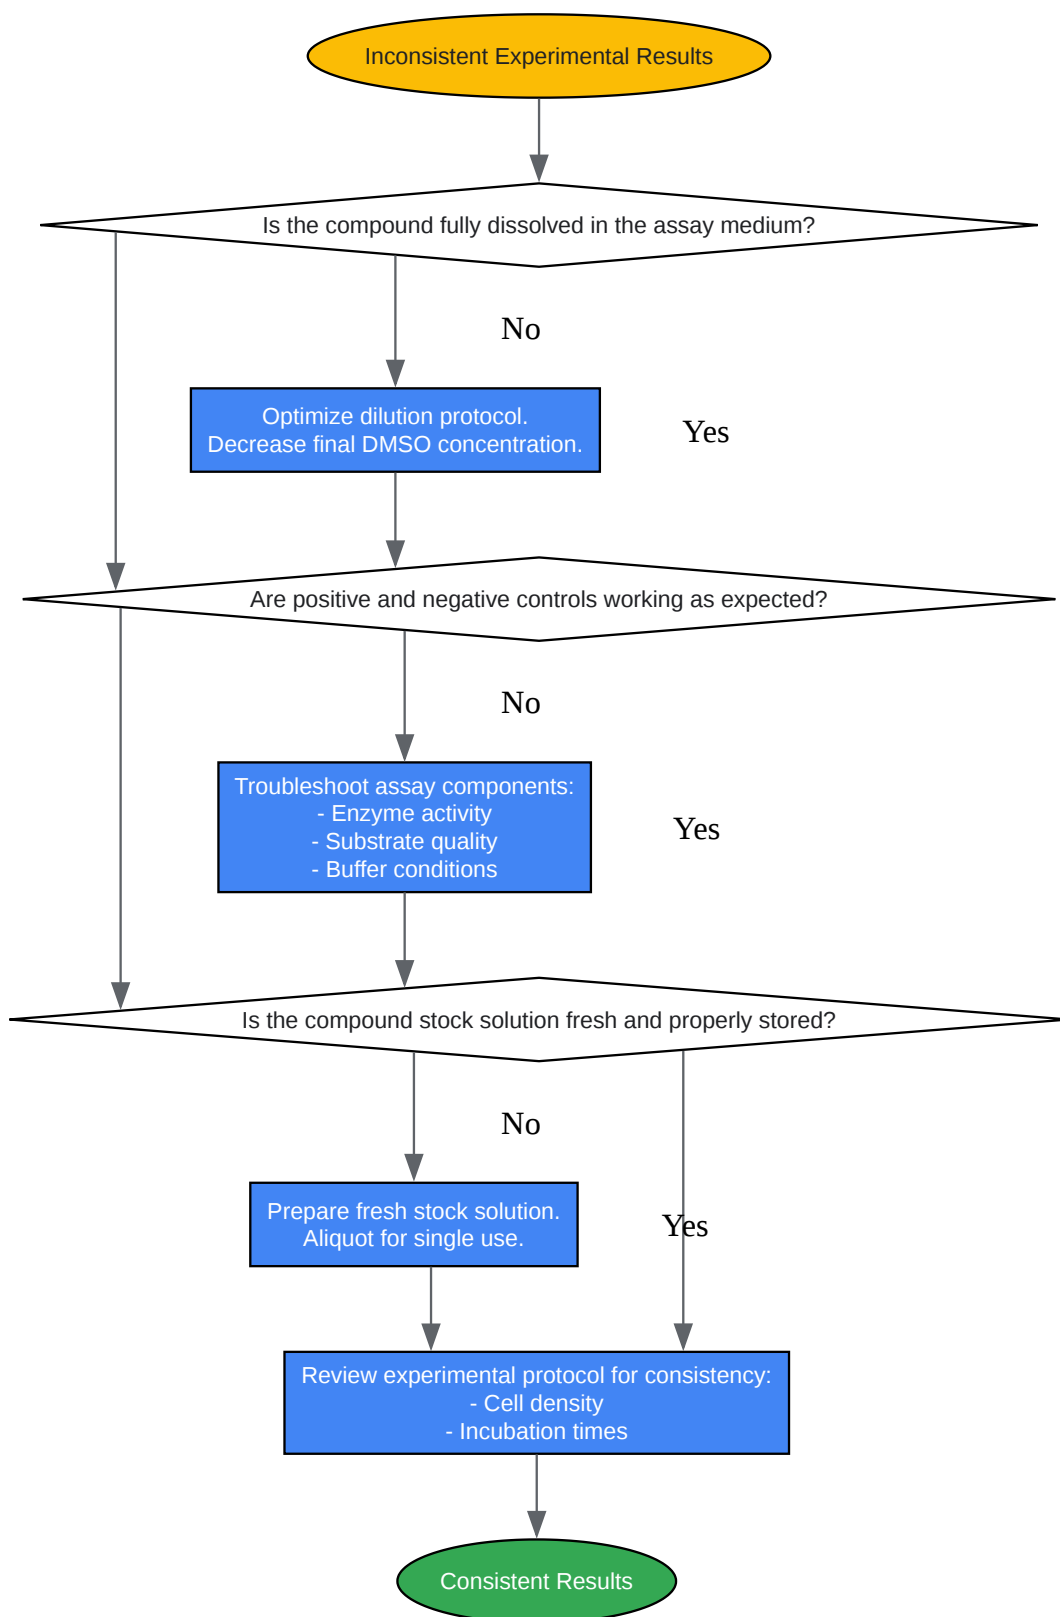 Inconsistent Experimental Results
Is the compound fully dissolved in the assay medium?
No
Optimize dilution protocol.
Decrease final DMSO concentration.
Yes
Are positive and negative controls working as expected?
No
Troubleshoot assay components:
- Enzyme activity
- Substrate quality
- Buffer conditions
Yes
Is the compound stock solution fresh and properly stored?
No
Prepare fresh stock solution.
Aliquot for single use.
Yes
Review experimental protocol for consistency:
- Cell density
- Incubation times
Consistent Results